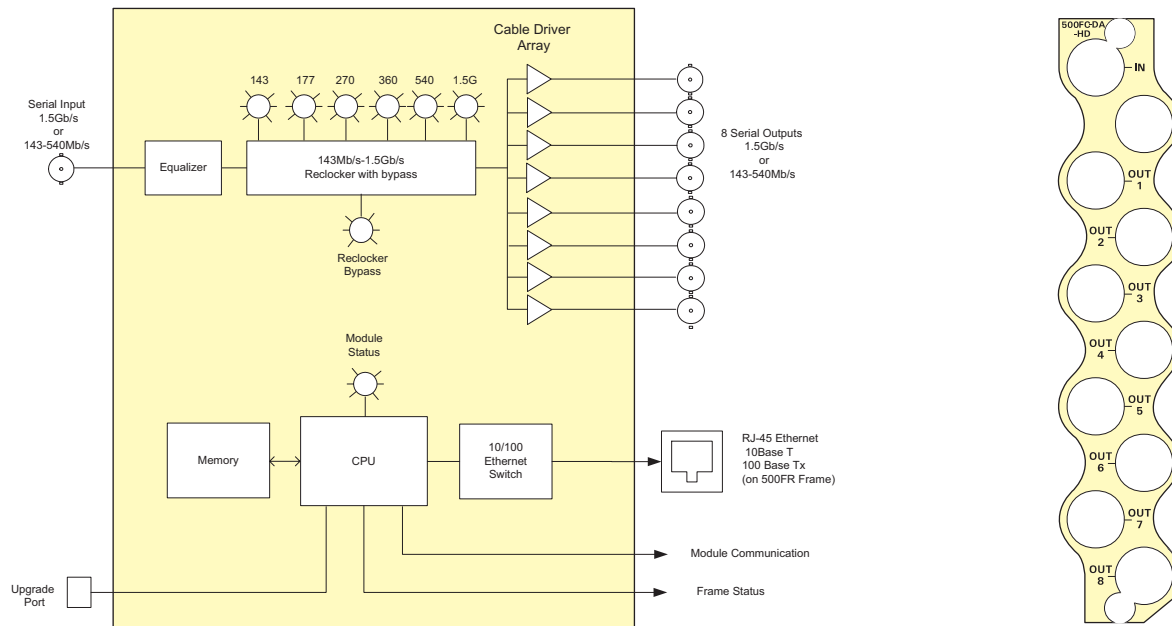 Cable Driver
Array
143
177
270
360
540
1.5G
Serial Input
1.5Gb/s
or
143-540Mb/s
Equalizer
143Mb/s-1.5Gb/s
Reclocker with bypass
8 Serial Outputs
1.5Gb/s
or
143-540Mb/s
Reclocker
Bypass
Module
Status
Memory
CPU
10/100
Ethernet
Switch
RJ-45 Ethernet
10Base T
100 Base Tx
(on 500FR Frame)
Module Communication
Upgrade
Port
Frame Status
500FC-DA
-HD
IN
OUT
1
OUT
2
OUT
3
OUT
4
OUT
5
OUT
6
OUT
7
OUT
8